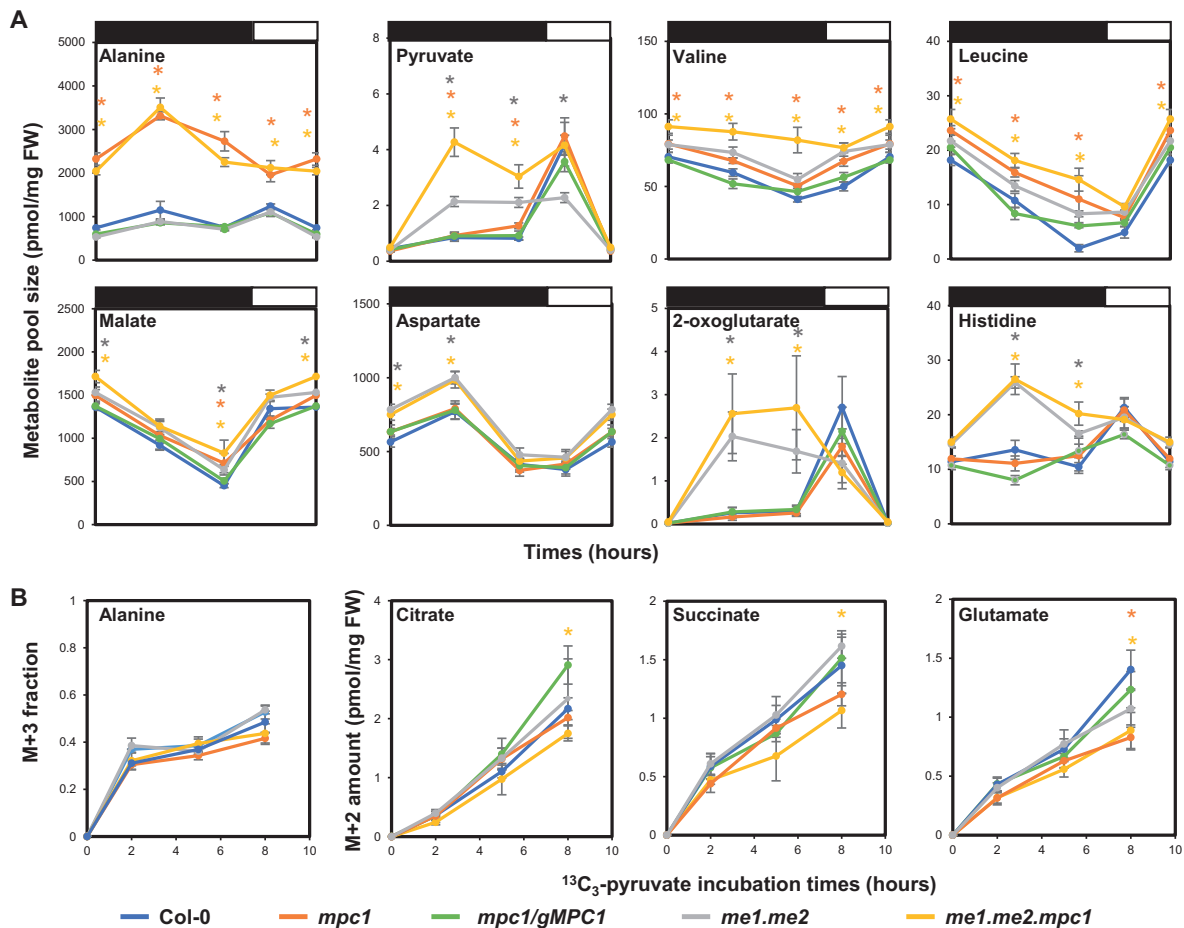 A
Metabolite pool size (pmol/mg FW)
Alanine
5000
4000
3500
3000
2000
1000
0
* * * * *
* * * * *
Pyruvate
8
6
4
2
0
* * *
* *
* *
Valine
150
100
50
0
* * * * *
* * * * *
Leucine
40
30
20
10
0
* * * *
* * * *
Malate
2500
2000
1500
1000
500
0
* * *
* * *
*
Aspartate
1500
1000
500
0
* *
* *
2-oxoglutarate
5
4
3
2
1
0
* *
* *
Histidine
40
30
20
10
0
* *
* *
Times (hours)
B
M+3 fraction
Alanine
1
0.8
0.6
0.4
0.2
0
0 2 4 6 8 10
M+2 amount (pmol/mg FW)
Citrate
4
3
2
1
0
0 2 4 6 8 10
*
Succinate
2
1.5
1
0.5
0
0 2 4 6 8 10
*
Glutamate
2
1.5
1
0.5
0
0 2 4 6 8 10
*
*
¹³C₃-pyruvate incubation times (hours)
Col-0 mpc1 mpc1/gMPC1 me1.me2 me1.me2.mpc1